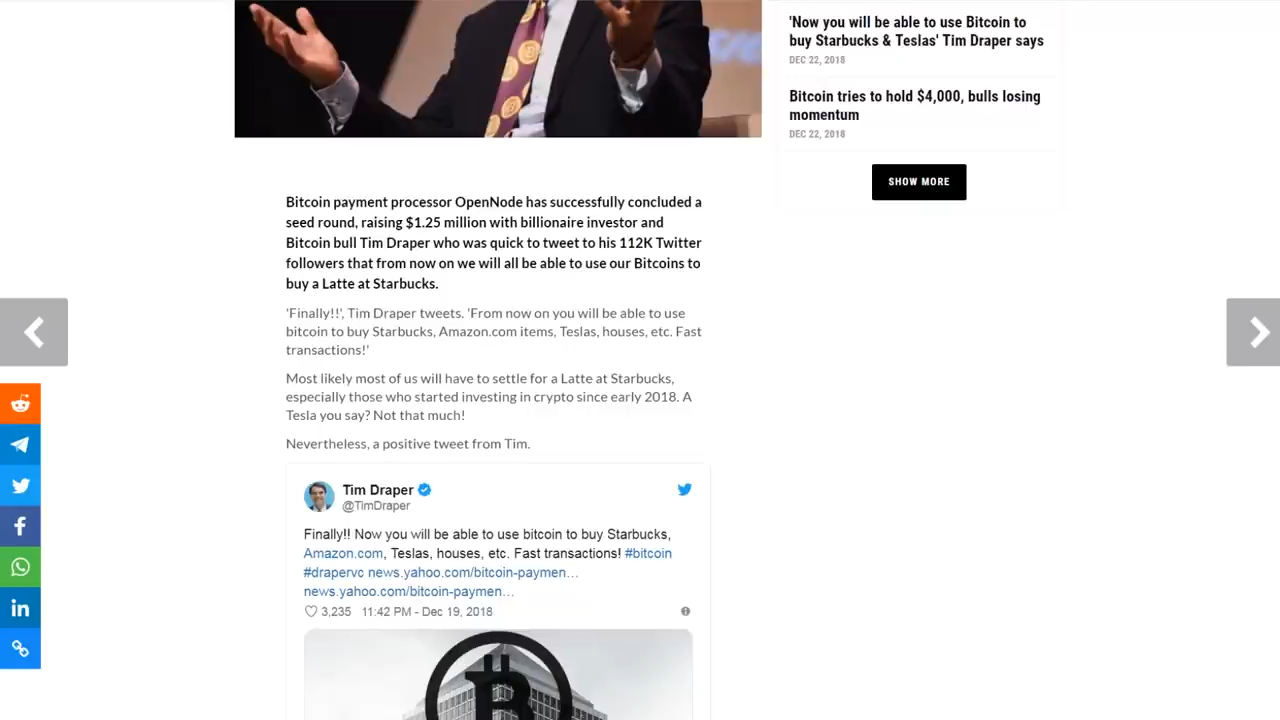 'Now you will be able to use Bitcoin to
buy Starbucks & Teslas' Tim Draper says
DEC 22, 2018
Bitcoin tries to hold $4,000, bulls losing
momentum
DEC 22, 2018
SHOW MORE
Bitcoin payment processor OpenNode has successfully concluded a
seed round, raising $1.25 million with billionaire investor and
Bitcoin bull Tim Draper who was quick to tweet to his 112K Twitter
followers that from now on we will all be able to use our Bitcoins to
buy a Latte at Starbucks.
'Finally!!', Tim Draper tweets. 'From now on you will be able to use
bitcoin to buy Starbucks, Amazon.com items, Teslas, houses, etc. Fast
transactions!'
Most likely most of us will have to settle for a Latte at Starbucks,
especially those who started investing in crypto since early 2018. A
Tesla you say? Not that much!
Nevertheless, a positive tweet from Tim.
Tim Draper
@TimDraper
Finally!! Now you will be able to use bitcoin to buy Starbucks,
Amazon.com, Teslas, houses, etc. Fast transactions! #bitcoin
#drapervc news.yahoo.com/bitcoin-paymen…
news.yahoo.com/bitcoin-paymen…
3,235 11:42 PM - Dec 19, 2018